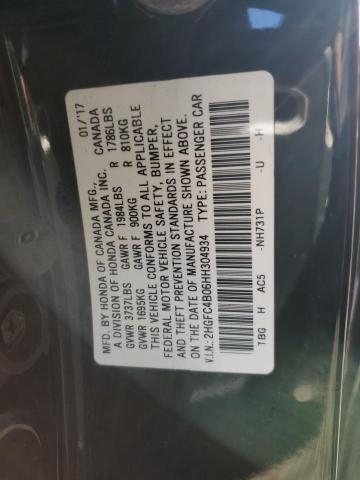 MFD. BY HONDA OF CANADA MFG., CANADA 01/'17
A DIVISION OF HONDA CANADA INC.
GVWR 3737LBS GAWR F 1984LBS R 1786LBS
GVWR 1695KG GAWR F 900KG R 810KG
THIS VEHICLE CONFORMS TO ALL APPLICABLE
FEDERAL MOTOR VEHICLE SAFETY, BUMPER,
AND THEFT PREVENTION STANDARDS IN EFFECT
ON THE DATE OF MANUFACTURE SHOWN ABOVE.
V.I.N.: 2HGFC4B06HH304934 TYPE: PASSENGER CAR
TBG H AC5 -NH731P -U -H